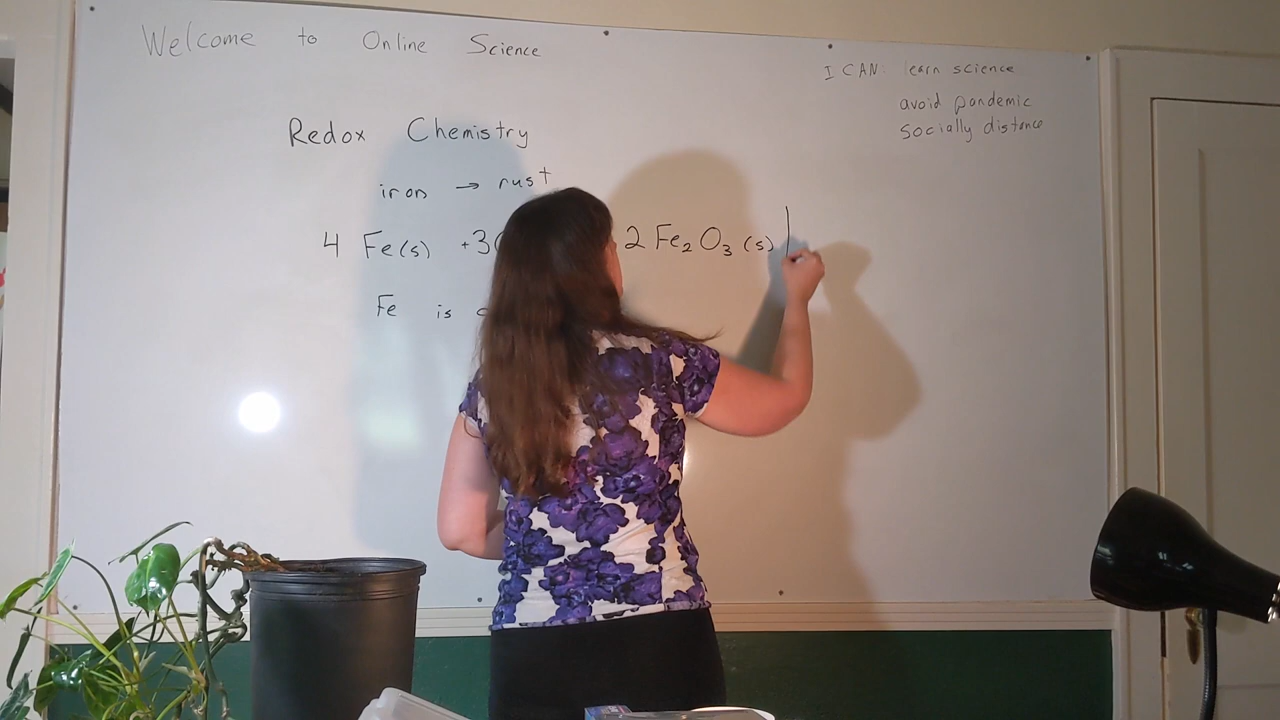 Welcome to Online Science
I CAN: learn science
avoid pandemic
socially distance
Redox Chemistry
iron → rust
4 Fe(s) +3 2 Fe₂O₃ (s)
Fe is